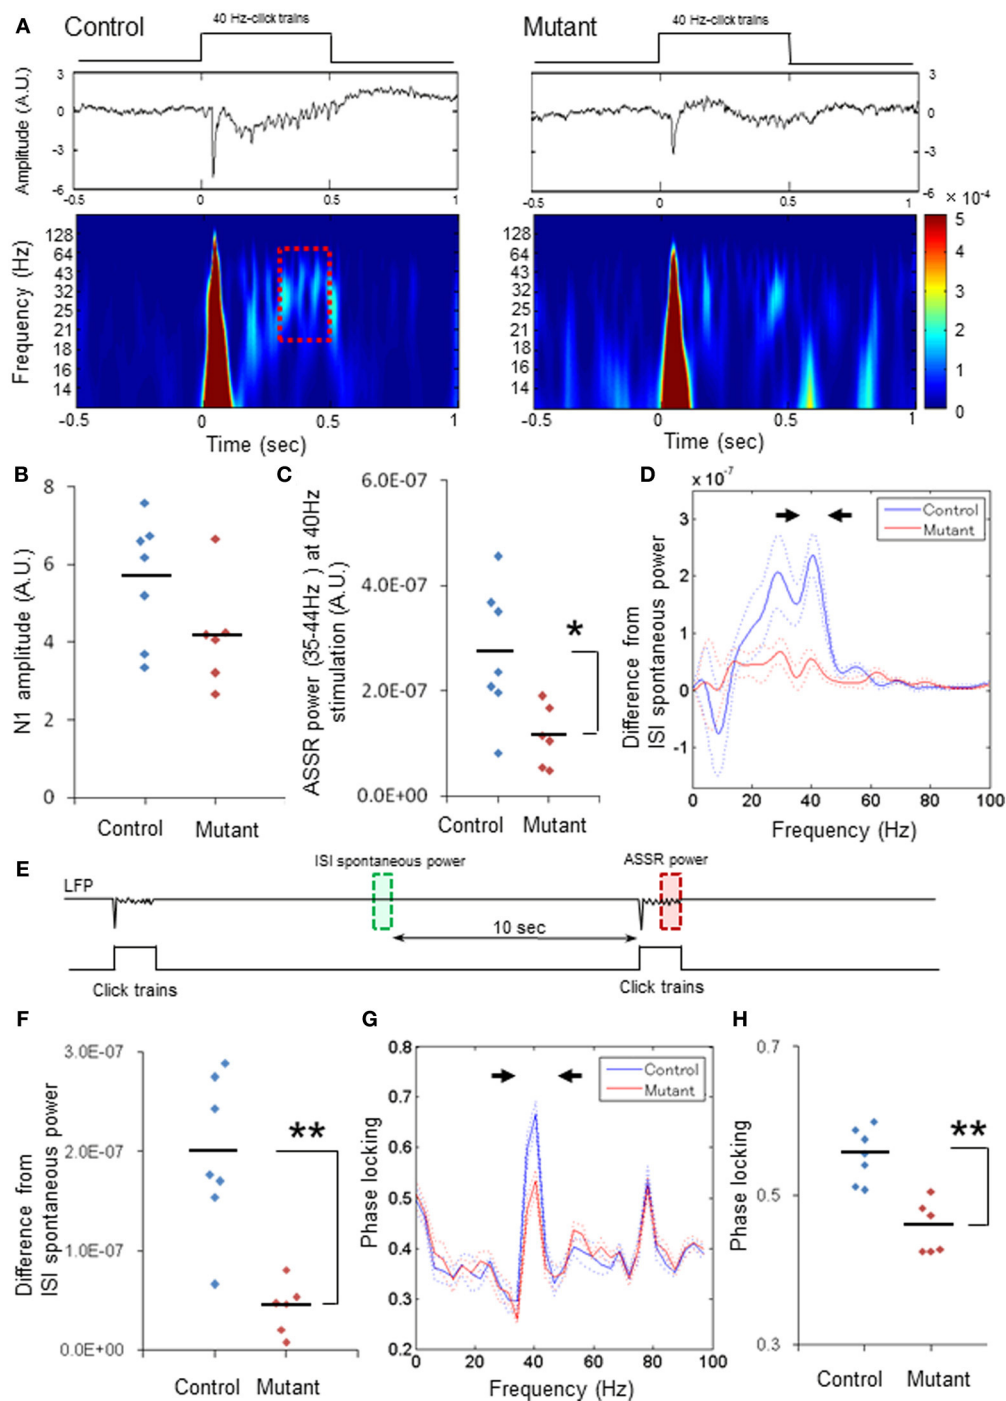 A
Control
40 Hz-click trains
Mutant
40 Hz-click trains
Amplitude (A.U.)
3
0
-3
-6
-0.5
0
0.5
1
-0.5
0
0.5
1
3
0
-3
-6
Amplitude (A.U.)
× 10⁻⁴
Frequency (Hz)
128
64
43
32
25
21
18
16
14
-0.5
0
0.5
1
Time (sec)
128
64
43
32
25
21
18
16
14
-0.5
0
0.5
1
Time (sec)
5
4
3
2
1
0
B
N1 amplitude (A.U.)
8
6
4
2
0
Control
Mutant
C
ASSR power (35-44Hz ) at 40Hz
stimulation (A.U.)
6.0E-07
4.0E-07
2.0E-07
0.0E+00
*
Control
Mutant
D
× 10⁻⁷
Difference from
ISI spontaneous power
3
2
1
0
-1
Control
Mutant
0
20
40
60
80
100
Frequency (Hz)
E
ISI spontaneous power
ASSR power
LFP
10 sec
Click trains
Click trains
F
Difference from
ISI spontaneous power
3.0E-07
2.0E-07
1.0E-07
0.0E+00
**
Control
Mutant
G
Phase locking
0.8
0.7
0.6
0.5
0.4
0.3
0.2
Control
Mutant
0
20
40
60
80
100
Frequency (Hz)
H
Phase locking
0.7
0.5
0.3
**
Control
Mutant